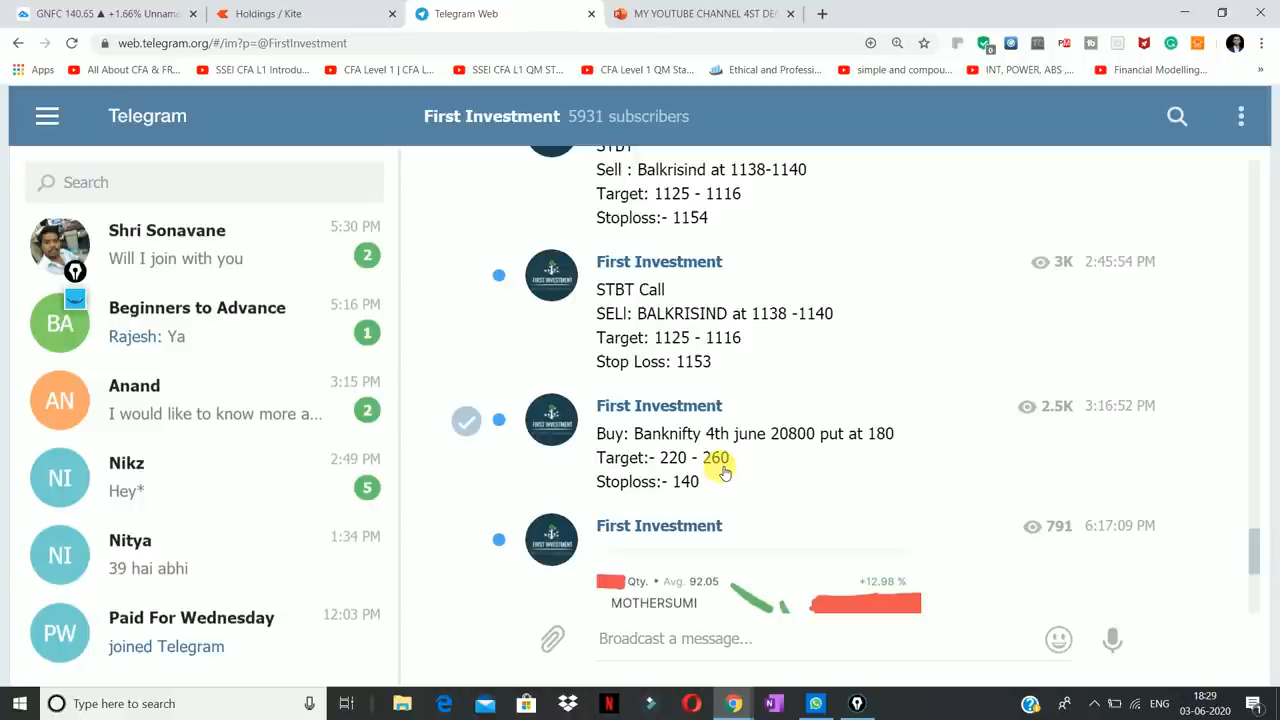 GNFC 140.65 ▲ +1.66% Unnam
Holdings / Kite
Telegram Web
MY YOUTUBE CHANNEL 4ST DE
web.telegram.org/#/im?p=@FirstInvestment
Apps
All About CFA & FR...
SSEI CFA L1 Introdu...
CFA Level 1 | CFA L...
SSEI CFA L1 QM ST...
CFA Level 1 QM Sta...
Ethical and Professi...
simple and compou...
INT, POWER, ABS ,...
Financial Modelling...
»
Telegram
First Investment 5931 subscribers
Search
Shri Sonavane 5:30 PM
Will I join with you 2
BA
Beginners to Advance 5:16 PM
Rajesh: Ya 1
AN
Anand 3:15 PM
I would like to know more a... 2
NI
Nikz 2:49 PM
Hey* 5
NI
Nitya 1:34 PM
39 hai abhi
PW
Paid For Wednesday 12:03 PM
joined Telegram
STBT
Sell : Balkrisind at 1138-1140
Target: 1125 - 1116
Stoploss:- 1154
First Investment 3K 2:45:54 PM
STBT Call
SELl: BALKRISIND at 1138 -1140
Target: 1125 - 1116
Stop Loss: 1153
First Investment 2.5K 3:16:52 PM
Buy: Banknifty 4th june 20800 put at 180
Target:- 220 - 260
Stoploss:- 140
First Investment 791 6:17:09 PM
Qty. • Avg. 92.05 +12.98 %
MOTHERSUMI
Broadcast a message...
Type here to search
ENG
18:29
03-06-2020